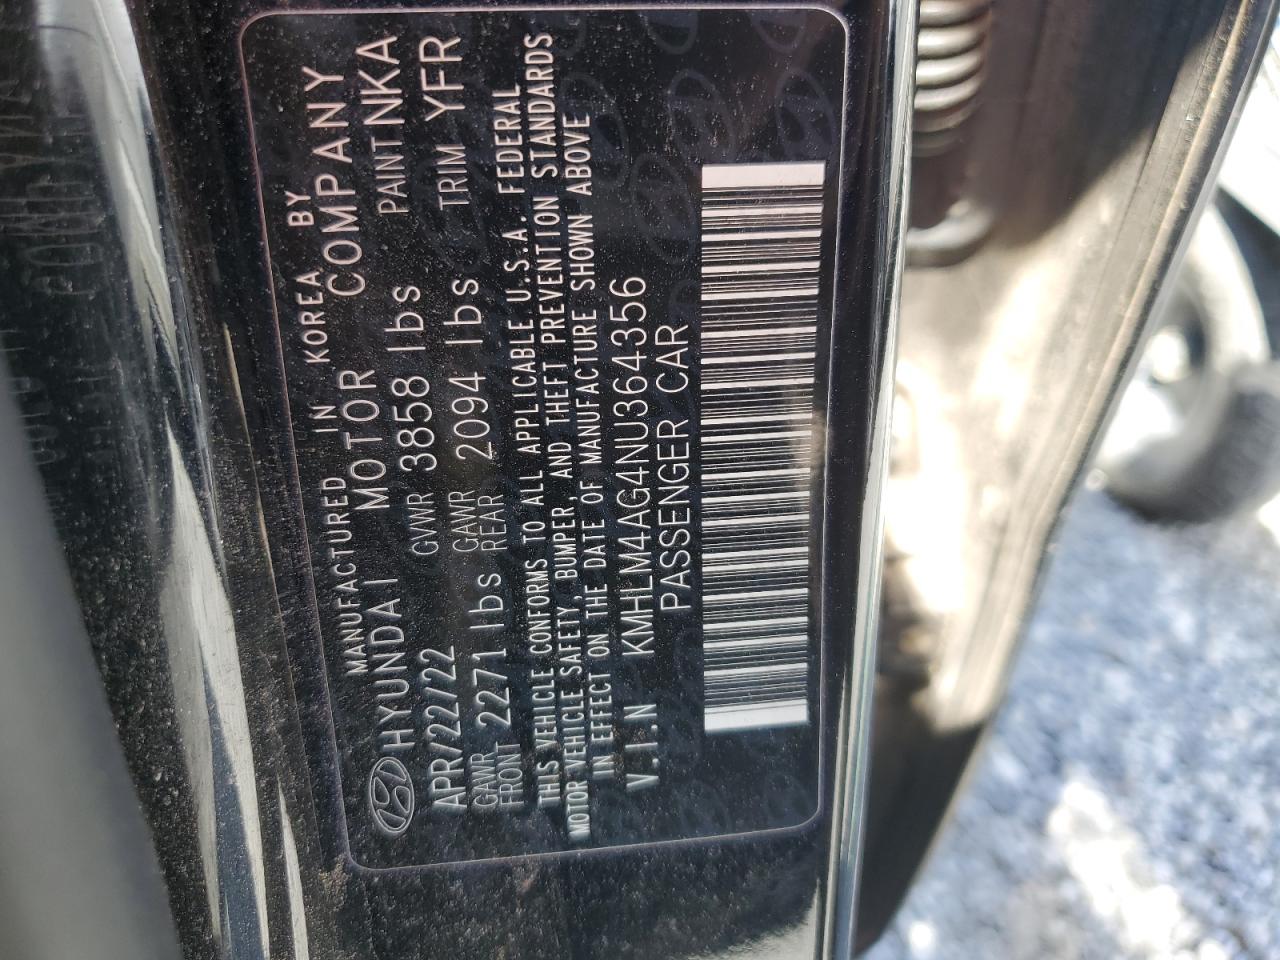 MANUFACTURED IN KOREA BY
HYUNDAI MOTOR COMPANY
APR/22/22 GVWR 3858 lbs PAINT NKA
GAWR FRONT 2271 lbs GAWR REAR 2094 lbs TRIM YFR
THIS VEHICLE CONFORMS TO ALL APPLICABLE U.S.A. FEDERAL
MOTOR VEHICLE SAFETY, BUMPER, AND THEFT PREVENTION STANDARDS
IN EFFECT ON THE DATE OF MANUFACTURE SHOWN ABOVE
V.I.N KMHLM4AG4NU364356
PASSENGER CAR